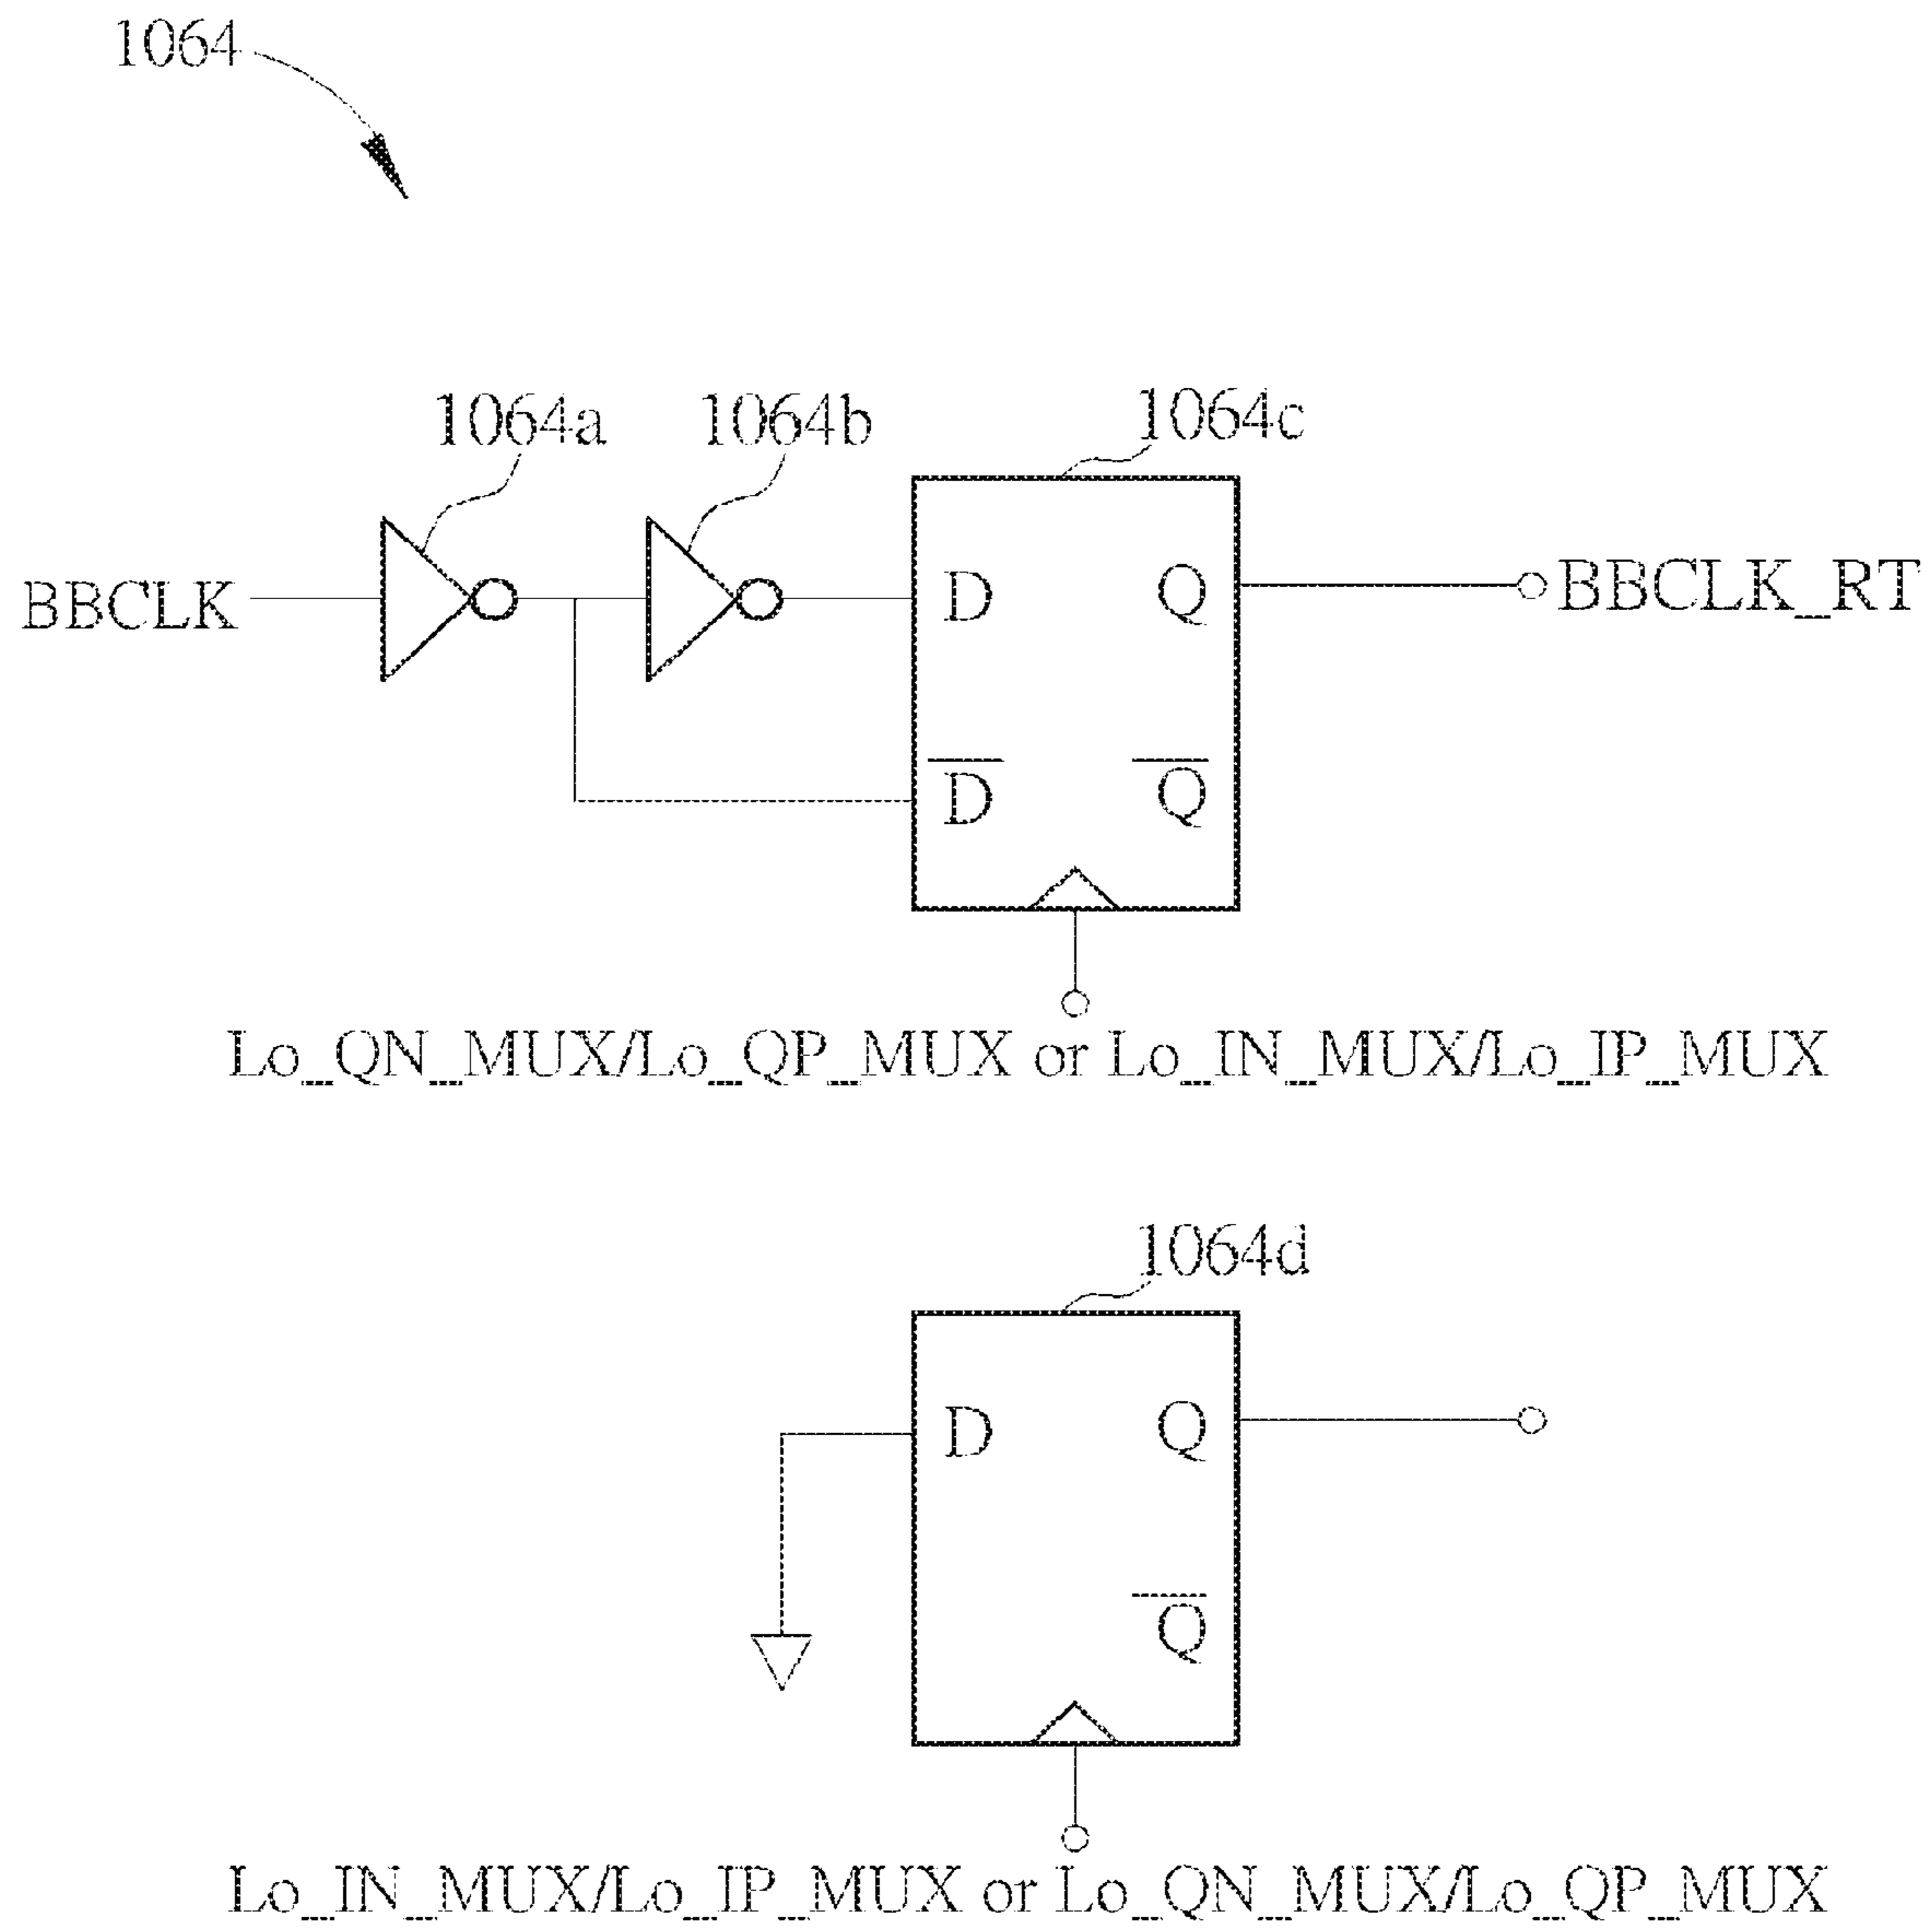 1064
1064a 1064b 1064c
BBCLK D Q BBCLK_RT
D̅ Q̅
Lo_QN_MUX/Lo_QP_MUX or Lo_IN_MUX/Lo_IP_MUX
1064d
D Q
Q̅
Lo_IN_MUX/Lo_IP_MUX or Lo_QN_MUX/Lo_QP_MUX